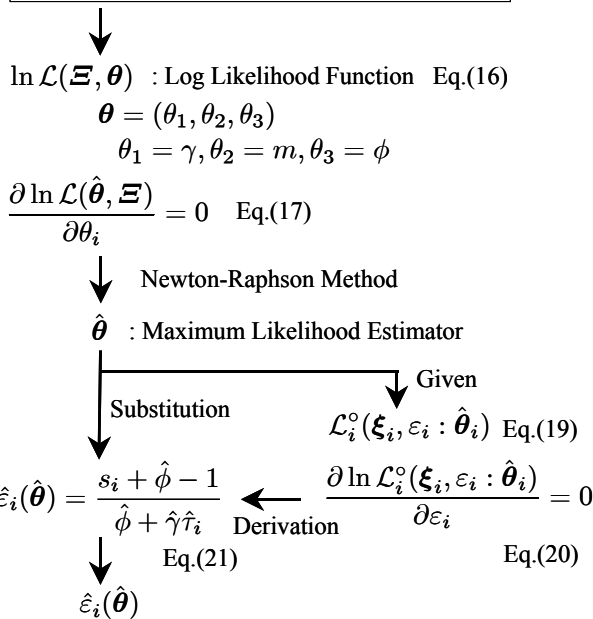 ln ℒ(Ξ, θ) : Log Likelihood Function Eq.(16)
θ = (θ₁, θ₂, θ₃)
θ₁ = γ, θ₂ = m, θ₃ = ϕ
∂ ln ℒ(θ̂, Ξ) / ∂θᵢ = 0 Eq.(17)
Newton-Raphson Method
θ̂ : Maximum Likelihood Estimator
Given
Substitution
ℒᵢ°(ξᵢ, εᵢ : θ̂ᵢ) Eq.(19)
ε̂ᵢ(θ̂) = (sᵢ + ϕ̂ − 1) / (ϕ̂ + γ̂τ̂ᵢ)
∂ ln ℒᵢ°(ξᵢ, εᵢ : θ̂ᵢ) / ∂εᵢ = 0
Derivation
Eq.(21)
Eq.(20)
ε̂ᵢ(θ̂)